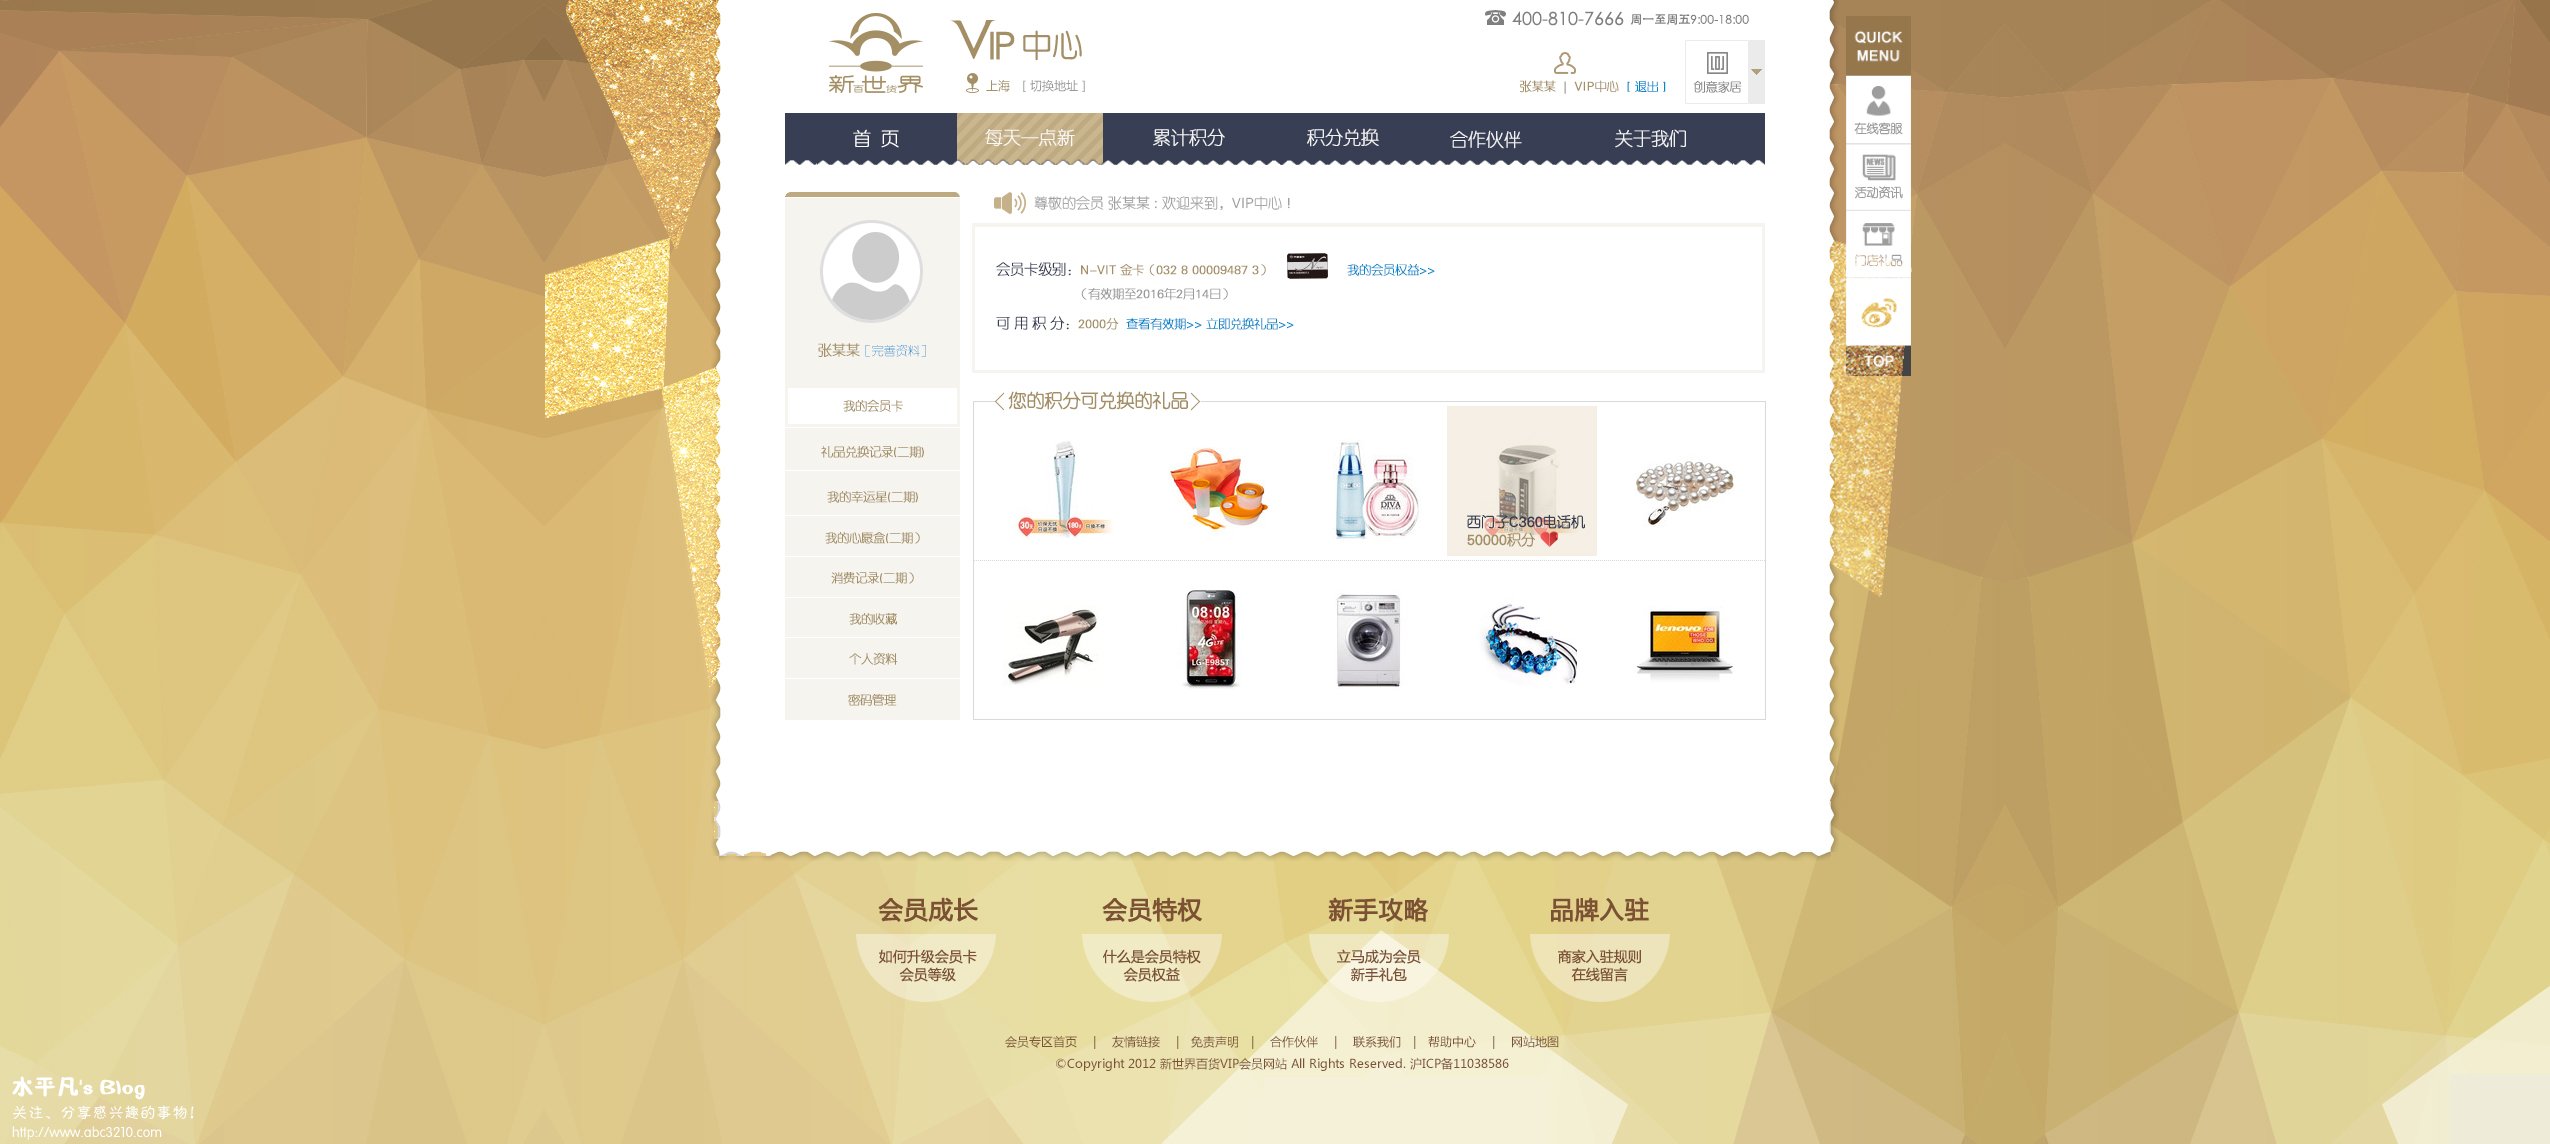 400-810-7666 周一至周五9:00-18:00
新世界
百货
VIP 中心
上海 [ 切换地址 ]
张某某 | VIP中心 [ 退出 ]
创意家居
首 页 每天一点新 累计积分 积分兑换 合作伙伴 关于我们
QUICK
MENU
在线客服
NEWS
活动资讯
门店礼品
TOP
尊敬的会员 张某某 : 欢迎来到，VIP中心 !
会员卡级别: N-VIT 金卡（032 8 00009487 3） 我的会员权益>>
（有效期至2016年2月14日）
可 用 积 分: 2000分 查看有效期>> 立即兑换礼品>>
张某某 [ 完善资料 ]
我的会员卡
礼品兑换记录(二期)
我的幸运星(二期)
我的心愿盒(二期）
消费记录(二期）
我的收藏
个人资料
密码管理
<您的积分可兑换的礼品>
30天
180天
DIVA
西门子C360电话机
50000积分
08:08
4G LTE
LG-E985T
lenovo FOR
THOSE
WHO DO.
会员成长 会员特权 新手攻略 品牌入驻
如何升级会员卡 什么是会员特权 立马成为会员 商家入驻规则
会员等级 会员权益 新手礼包 在线留言
会员专区首页 | 友情链接 | 免责声明 | 合作伙伴 | 联系我们 | 帮助中心 | 网站地图
©Copyright 2012 新世界百货VIP会员网站 All Rights Reserved. 沪ICP备11038586
水平凡's Blog
关注、分享感兴趣的事物!
http://www.abc3210.com